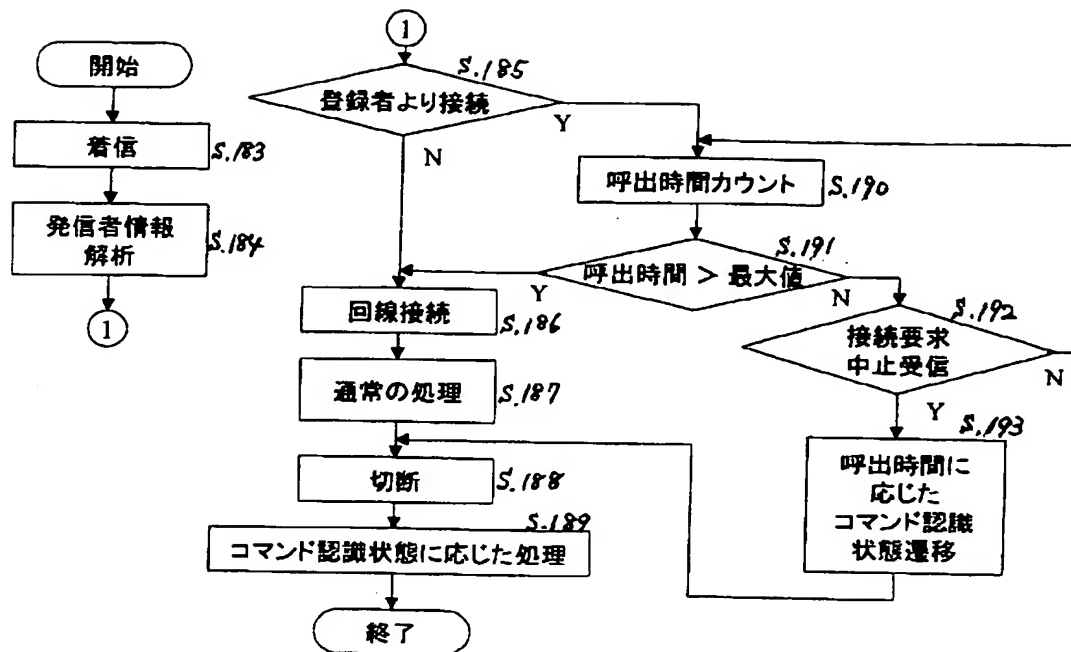 開始
着信
S.183
発信者情報
解析
S.184
1
1
S.185
登録者より接続
Y
N
呼出時間カウント
S.190
S.191
呼出時間 > 最大値
Y
N
回線接続
S.186
S.192
接続要求
中止受信
N
Y
通常の処理
S.187
S.193
呼出時間に
応じた
コマンド認識
状態遷移
切断
S.188
S.189
コマンド認識状態に応じた処理
終了